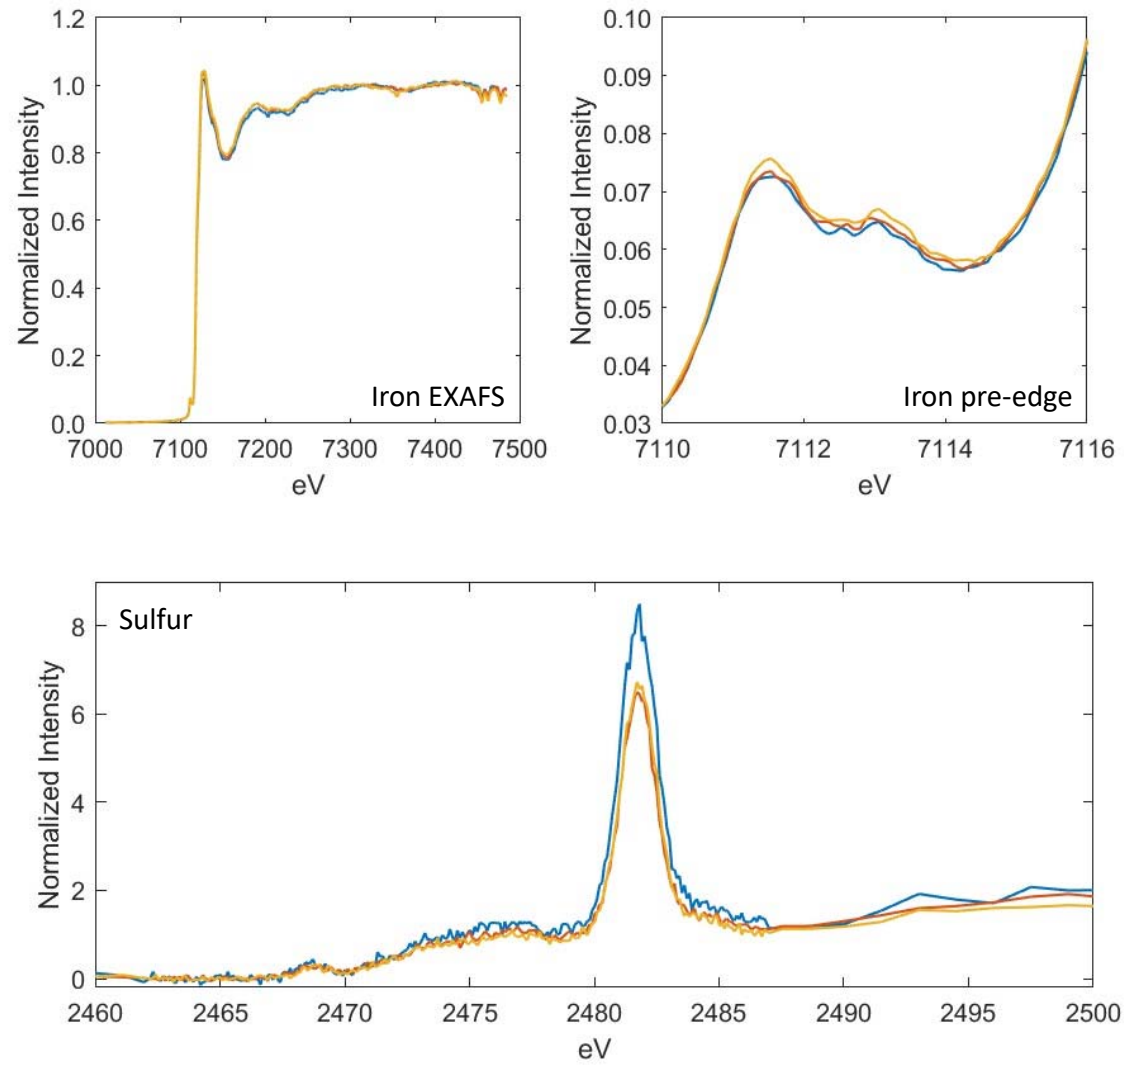 1.2
1.0
0.8
0.6
0.4
0.2
0.0
Normalized Intensity
Iron EXAFS
7000 7100 7200 7300 7400 7500
eV
0.10
0.09
0.08
0.07
0.06
0.05
0.04
0.03
Normalized Intensity
Iron pre-edge
7110 7112 7114 7116
eV
Sulfur
8
6
4
2
0
Normalized Intensity
2460 2465 2470 2475 2480 2485 2490 2495 2500
eV